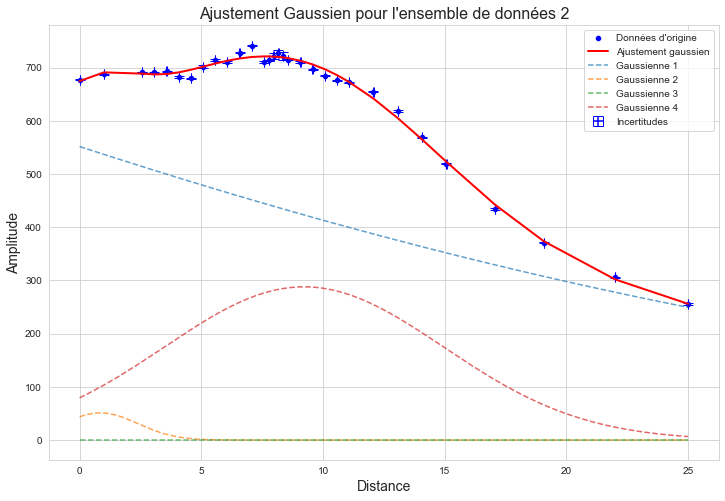 Ajustement Gaussien pour l'ensemble de données 2
Données d'origine
Ajustement gaussien
Gaussienne 1
Gaussienne 2
Gaussienne 3
Gaussienne 4
Incertitudes
Amplitude
700
600
500
400
300
200
100
0
0 5 10 15 20 25
Distance